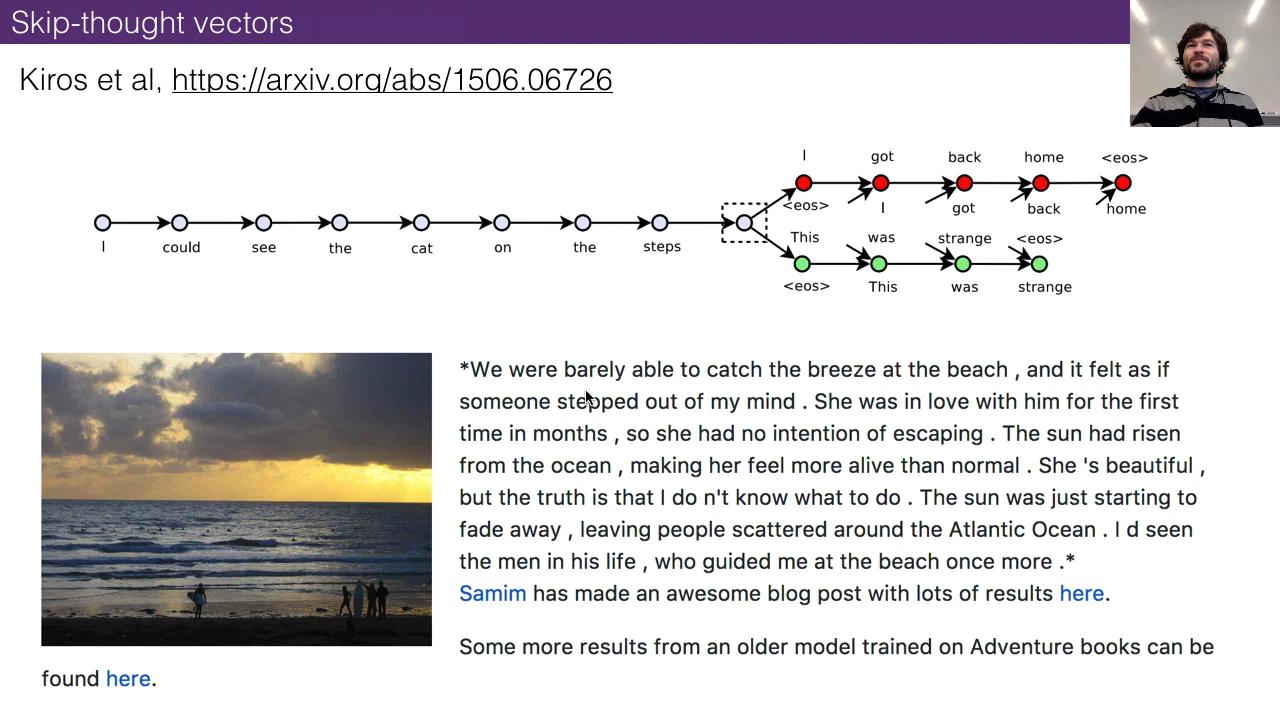 Skip-thought vectors
Kiros et al, https://arxiv.org/abs/1506.06726
I got back home <eos>
<eos> I got back home
I could see the cat on the steps
This was strange <eos>
<eos> This was strange
*We were barely able to catch the breeze at the beach , and it felt as if
someone stepped out of my mind . She was in love with him for the first
time in months , so she had no intention of escaping . The sun had risen
from the ocean , making her feel more alive than normal . She 's beautiful ,
but the truth is that I do n't know what to do . The sun was just starting to
fade away , leaving people scattered around the Atlantic Ocean . I d seen
the men in his life , who guided me at the beach once more .*
Samim has made an awesome blog post with lots of results here.
Some more results from an older model trained on Adventure books can be
found here.